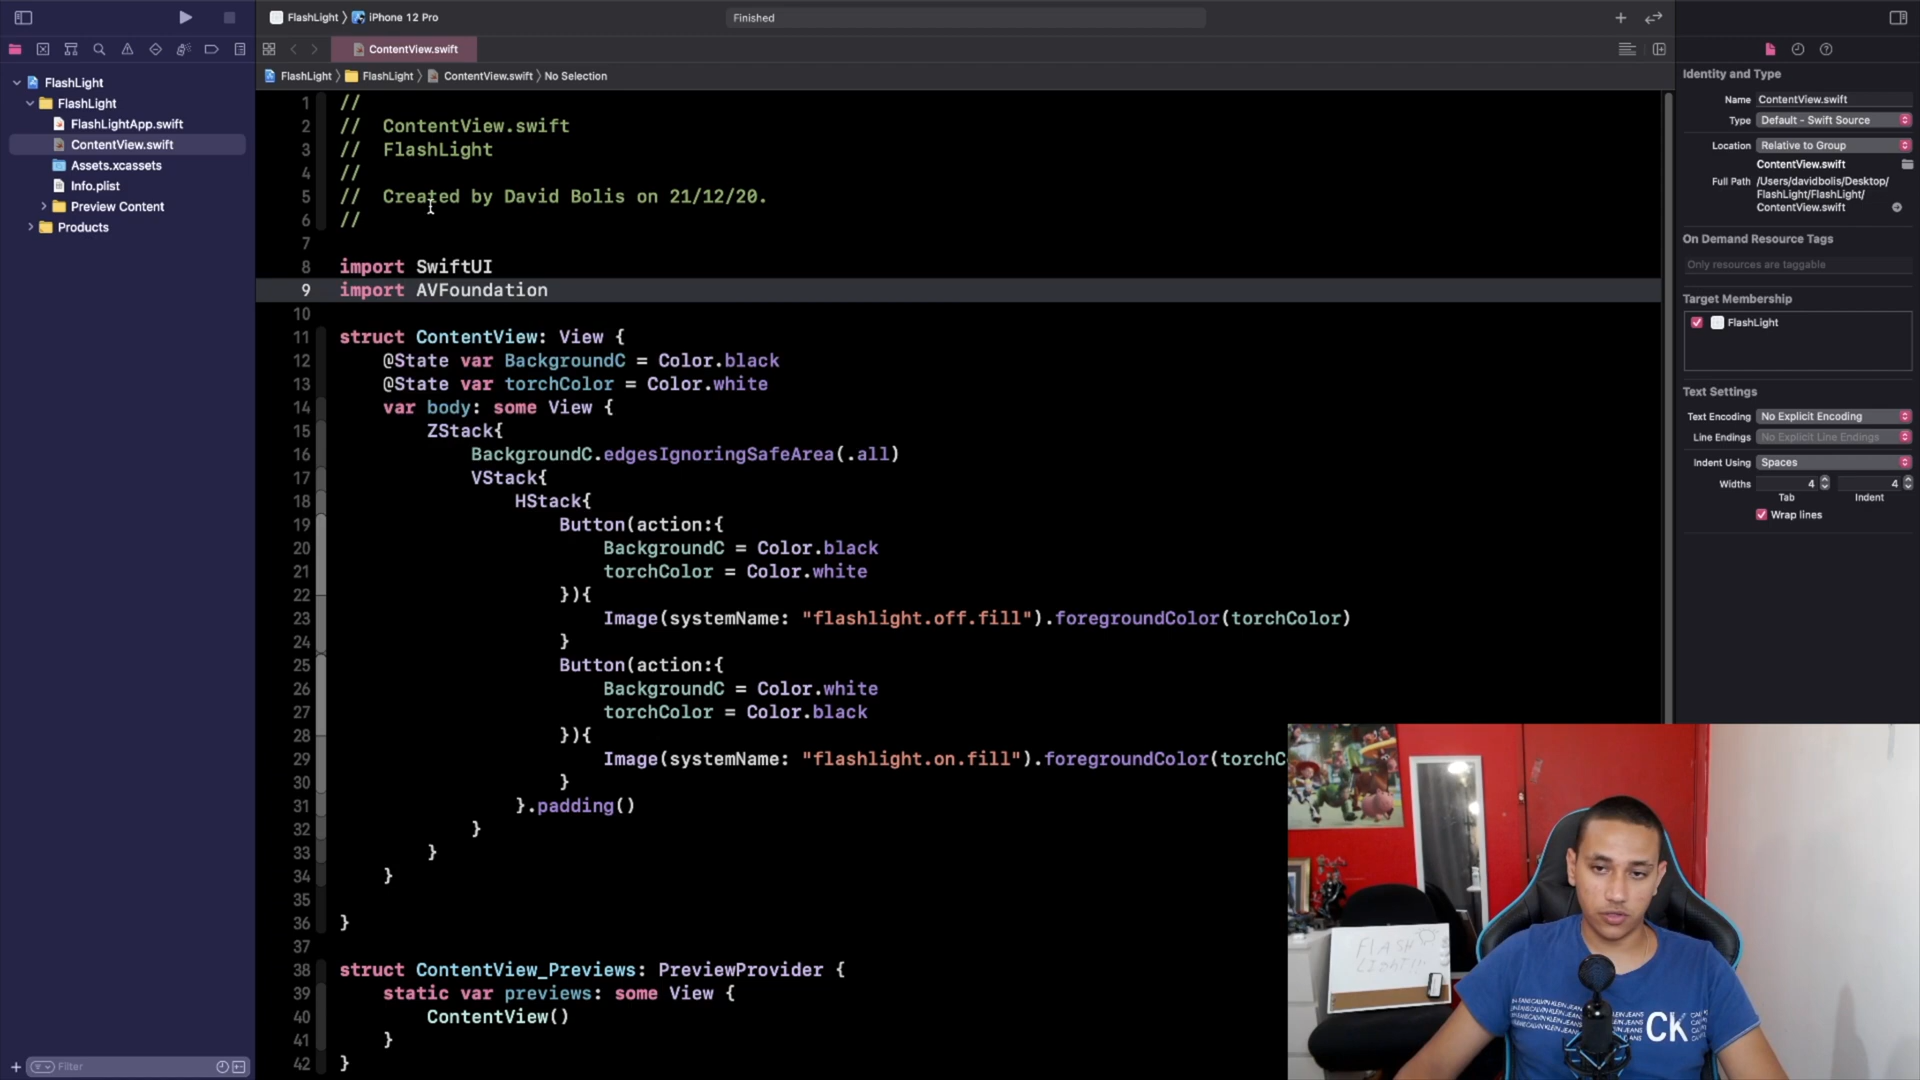 FlashLight 〉 iPhone 12 Pro
Finished
ContentView.swift
FlashLight 〉 FlashLight 〉 ContentView.swift 〉 No Selection
FlashLight
FlashLight
FlashLightApp.swift
ContentView.swift
Assets.xcassets
Info.plist
Preview Content
Products
Filter
1 //
2 //  ContentView.swift
3 //  FlashLight
4 //
5 //  Created by David Bolis on 21/12/20.
6 //
7
8 import SwiftUI
9 import AVFoundation
10
11 struct ContentView: View {
12     @State var BackgroundC = Color.black
13     @State var torchColor = Color.white
14     var body: some View {
15         ZStack{
16             BackgroundC.edgesIgnoringSafeArea(.all)
17             VStack{
18                 HStack{
19                     Button(action:{
20                         BackgroundC = Color.black
21                         torchColor = Color.white
22                     }){
23                         Image(systemName: "flashlight.off.fill").foregroundColor(torchColor)
24                     }
25                     Button(action:{
26                         BackgroundC = Color.white
27                         torchColor = Color.black
28                     }){
29                         Image(systemName: "flashlight.on.fill").foregroundColor(torchC
30                     }
31                 }.padding()
32             }
33         }
34     }
35
36 }
37
38 struct ContentView_Previews: PreviewProvider {
39     static var previews: some View {
40         ContentView()
41     }
42 }
Identity and Type
Name ContentView.swift
Type Default - Swift Source
Location Relative to Group
ContentView.swift
Full Path /Users/davidbolis/Desktop/
FlashLight/FlashLight/
ContentView.swift
On Demand Resource Tags
Only resources are taggable
Target Membership
FlashLight
Text Settings
Text Encoding No Explicit Encoding
Line Endings No Explicit Line Endings
Indent Using Spaces
Widths 4 4
Tab Indent
Wrap lines
FLASH
LIGHT!!
CK